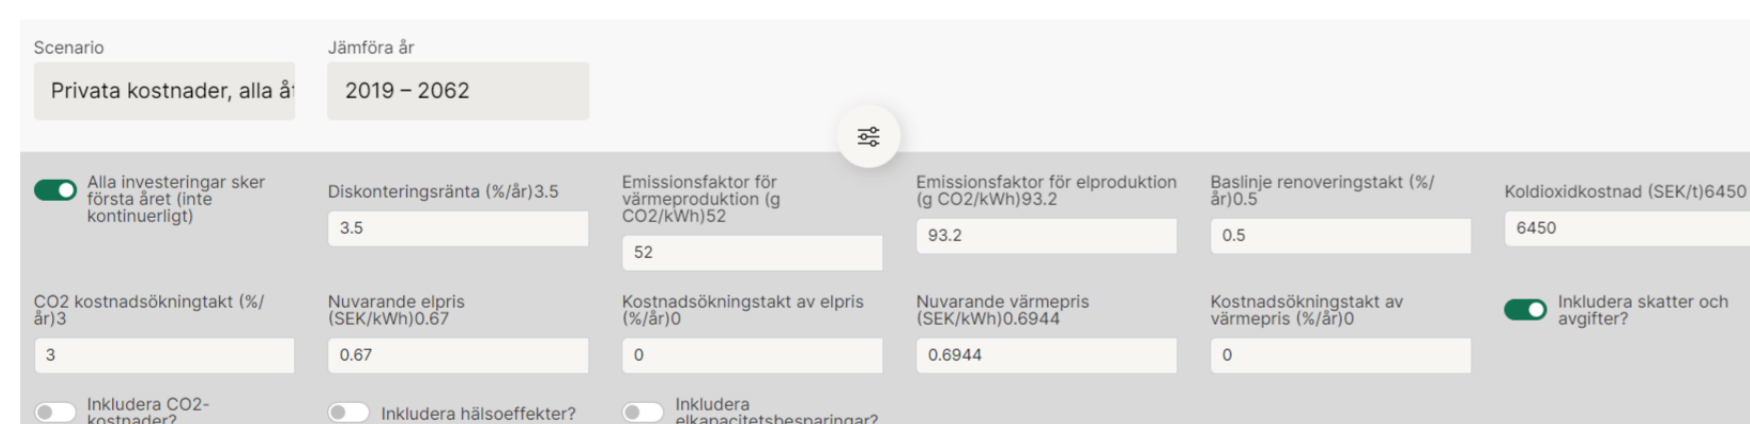 Scenario
Jämföra år
Privata kostnader, alla
2019 – 2062
Alla investeringar sker
första året (inte
kontinuerligt)
Diskonteringsränta (%/år)3.5
3.5
Emissionsfaktor för
värmeproduktion (g
CO2/kWh)52
52
Emissionsfaktor för elproduktion
(g CO2/kWh)93.2
93.2
Baslinje renoveringstakt (%/
år)0.5
0.5
Koldioxidkostnad (SEK/t)6450
6450
CO2 kostnadsökningtakt (%/
år)3
3
Nuvarande elpris
(SEK/kWh)0.67
0.67
Kostnadsökningstakt av elpris
(%/år)0
0
Nuvarande värmepris
(SEK/kWh)0.6944
0.6944
Kostnadsökningstakt av
värmepris (%/år)0
0
Inkludera skatter och
avgifter?
Inkludera CO2-
kostnader?
Inkludera hälsoeffekter?
Inkludera
elkapacitetsbesparingar?